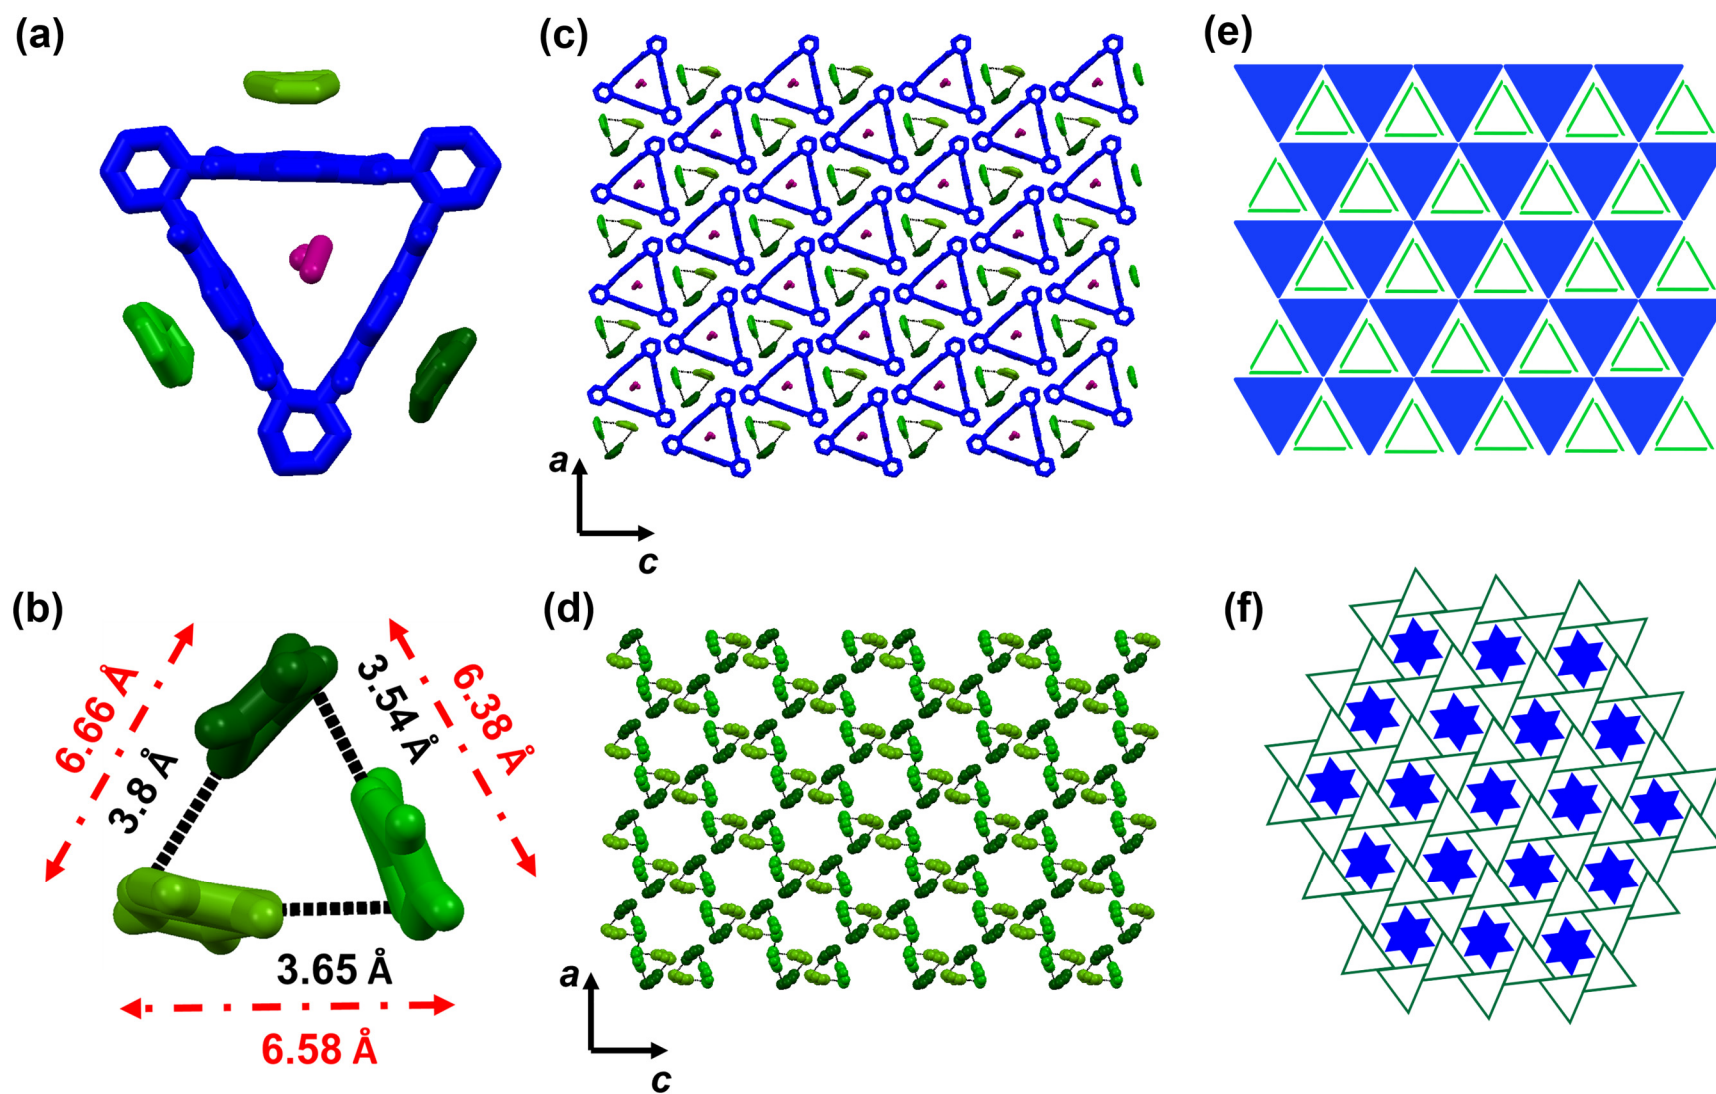 (a)
(c)
(e)
a
c
(b)
6.66 Å
3.8 Å
3.54 Å
6.38 Å
3.65 Å
6.58 Å
(d)
a
c
(f)